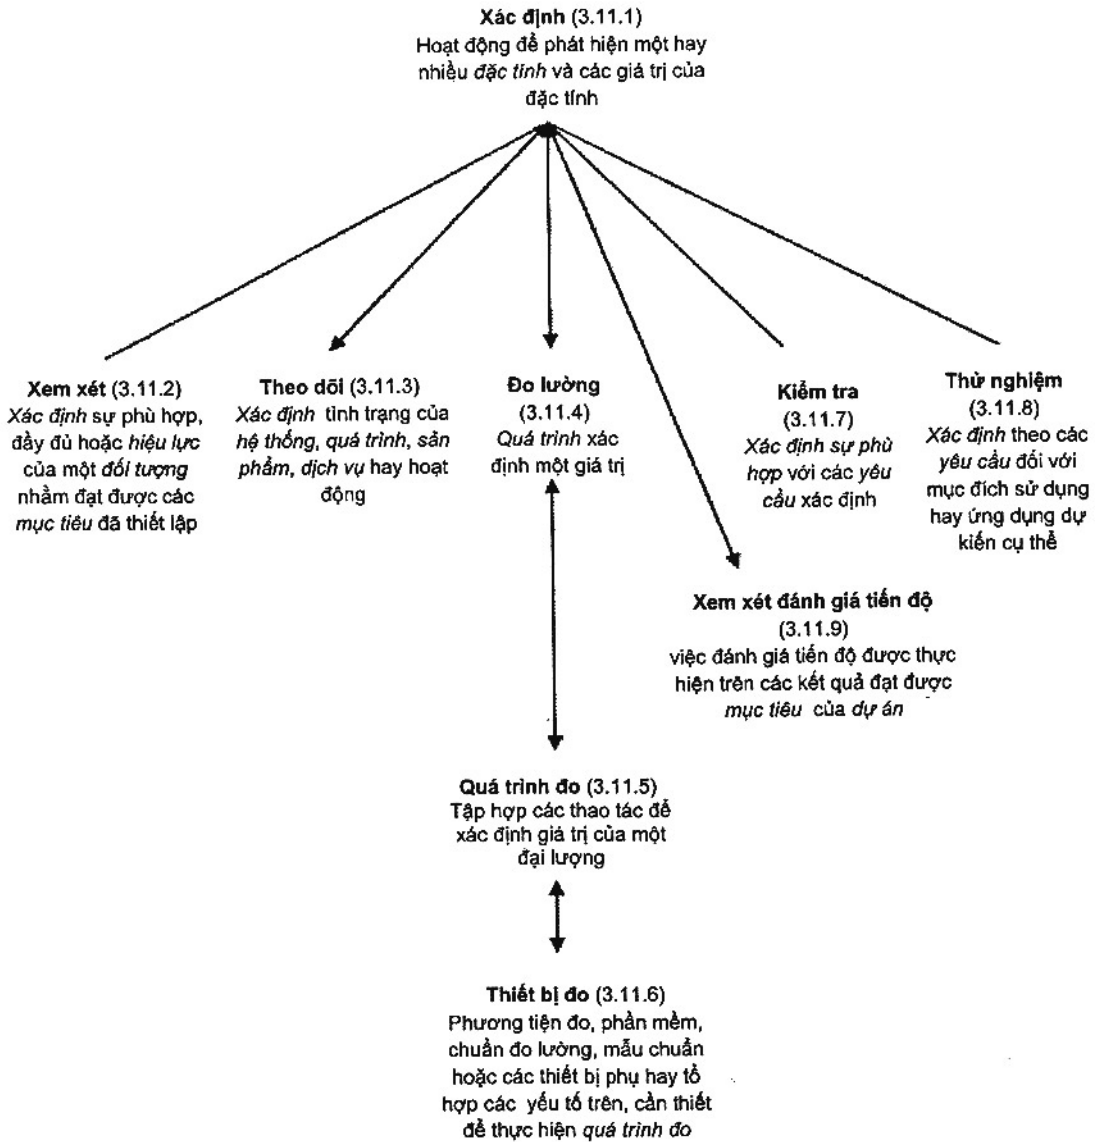 Xác định (3.11.1)
Hoạt động để phát hiện một hay
nhiều đặc tính và các giá trị của
đặc tính
Xem xét (3.11.2)
Xác định sự phù hợp,
đầy đủ hoặc hiệu lực
của một đối tượng
nhằm đạt được các
mục tiêu đã thiết lập
Theo dõi (3.11.3)
Xác định tình trạng của
hệ thống, quá trình, sản
phẩm, dịch vụ hay hoạt
động
Đo lường
(3.11.4)
Quá trình xác
định một giá trị
Kiểm tra
(3.11.7)
Xác định sự phù
hợp với các yêu
cầu xác định
Thử nghiệm
(3.11.8)
Xác định theo các
yêu cầu đối với
mục đích sử dụng
hay ứng dụng dự
kiến cụ thể
Xem xét đánh giá tiến độ
(3.11.9)
việc đánh giá tiến độ được thực
hiện trên các kết quả đạt được
mục tiêu của dự án
Quá trình đo (3.11.5)
Tập hợp các thao tác để
xác định giá trị của một
đại lượng
Thiết bị đo (3.11.6)
Phương tiện đo, phần mềm,
chuẩn đo lường, mẫu chuẩn
hoặc các thiết bị phụ hay tổ
hợp các yếu tố trên, cần thiết
để thực hiện quá trình đo